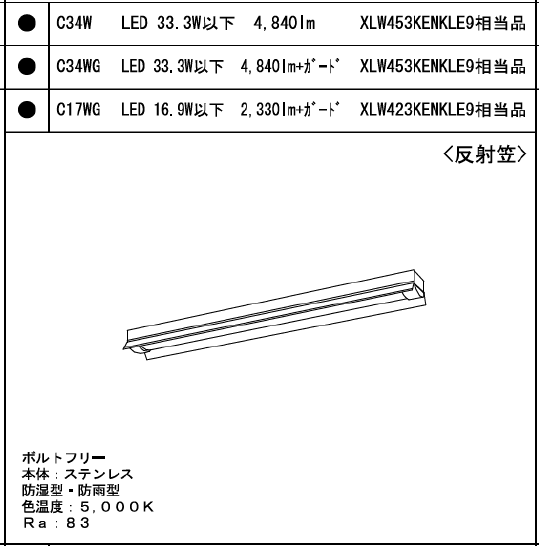 ● C34W LED 33.3W以下 4,840lm XLW453KENKLE9相当品
● C34WG LED 33.3W以下 4,840lm+ｶﾞｰﾄﾞ XLW453KENKLE9相当品
● C17WG LED 16.9W以下 2,330lm+ｶﾞｰﾄﾞ XLW423KENKLE9相当品
〈反射笠〉
ボルトフリー
本体：ステンレス
防湿型・防雨型
色温度：５,０００Ｋ
Ｒａ：８３